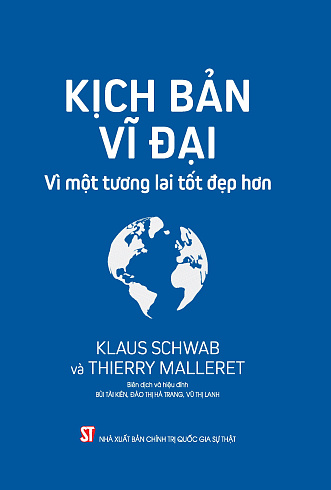 KỊCH BẢN
VĨ ĐẠI
Vì một tương lai tốt đẹp hơn
KLAUS SCHWAB
và THIERRY MALLERET
Biên dịch và hiệu đính
BÙI TÀI KIÊN, ĐÀO THỊ HÀ TRANG, VŨ THỊ LANH
ST NHÀ XUẤT BẢN CHÍNH TRỊ QUỐC GIA SỰ THẬT